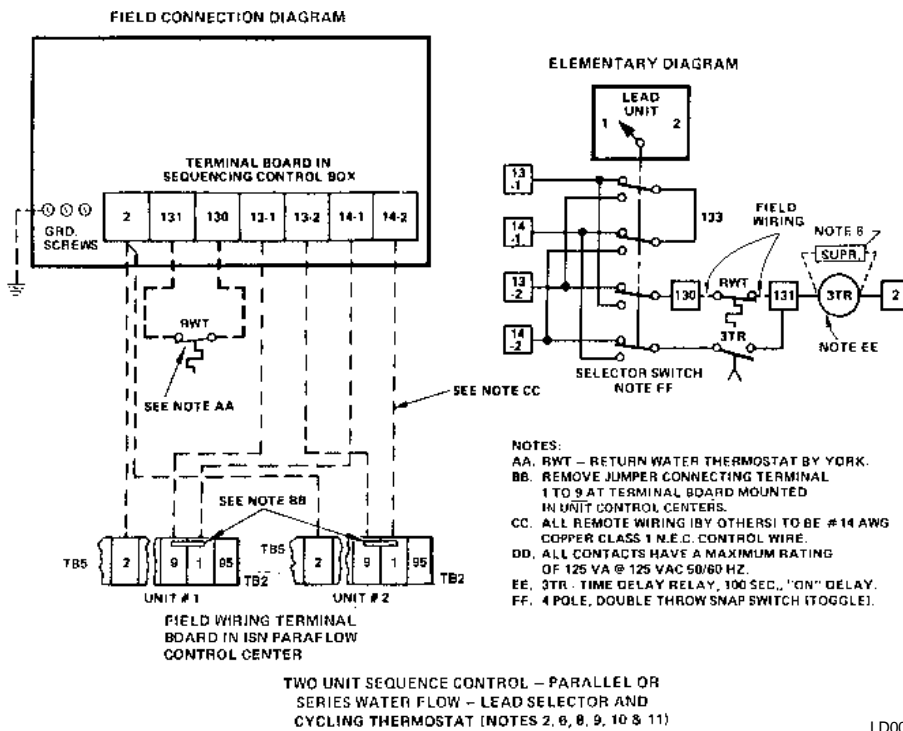 FIELD CONNECTION DIAGRAM
TERMINAL BOARD IN
SEQUENCING CONTROL BOX
2 131 130 13-1 13-2 14-1 14-2
GRD.
SCREWS
RWT
SEE NOTE AA
SEE NOTE CC
SEE NOTE BB
TB5 2 9 1 95 TB2
UNIT # 1
TB5 2 9 1 95 TB2
UNIT # 2
FIELD WIRING TERMINAL
BOARD IN ISN PARAFLOW
CONTROL CENTER
ELEMENTARY DIAGRAM
LEAD
UNIT
1 2
13
-1
14
-1
13
-2
14
-2
133
FIELD
WIRING
NOTE 6
SUPR.
130 RWT 131 3TR 2
3TR
NOTE EE
SELECTOR SWITCH
NOTE FF
NOTES:
AA. RWT – RETURN WATER THERMOSTAT BY YORK.
BB. REMOVE JUMPER CONNECTING TERMINAL
1 TO 9 AT TERMINAL BOARD MOUNTED
IN UNIT CONTROL CENTERS.
CC. ALL REMOTE WIRING (BY OTHERS) TO BE # 14 AWG
COPPER CLASS 1 N.E.C. CONTROL WIRE.
DD. ALL CONTACTS HAVE A MAXIMUM RATING
OF 125 VA @ 125 VAC 50/60 HZ.
EE. 3TR - TIME DELAY RELAY, 100 SEC., "ON" DELAY.
FF. 4 POLE, DOUBLE THROW SNAP SWITCH (TOGGLE).
TWO UNIT SEQUENCE CONTROL – PARALLEL OR
SERIES WATER FLOW – LEAD SELECTOR AND
CYCLING THERMOSTAT (NOTES 2, 6, 8, 9, 10 & 11)